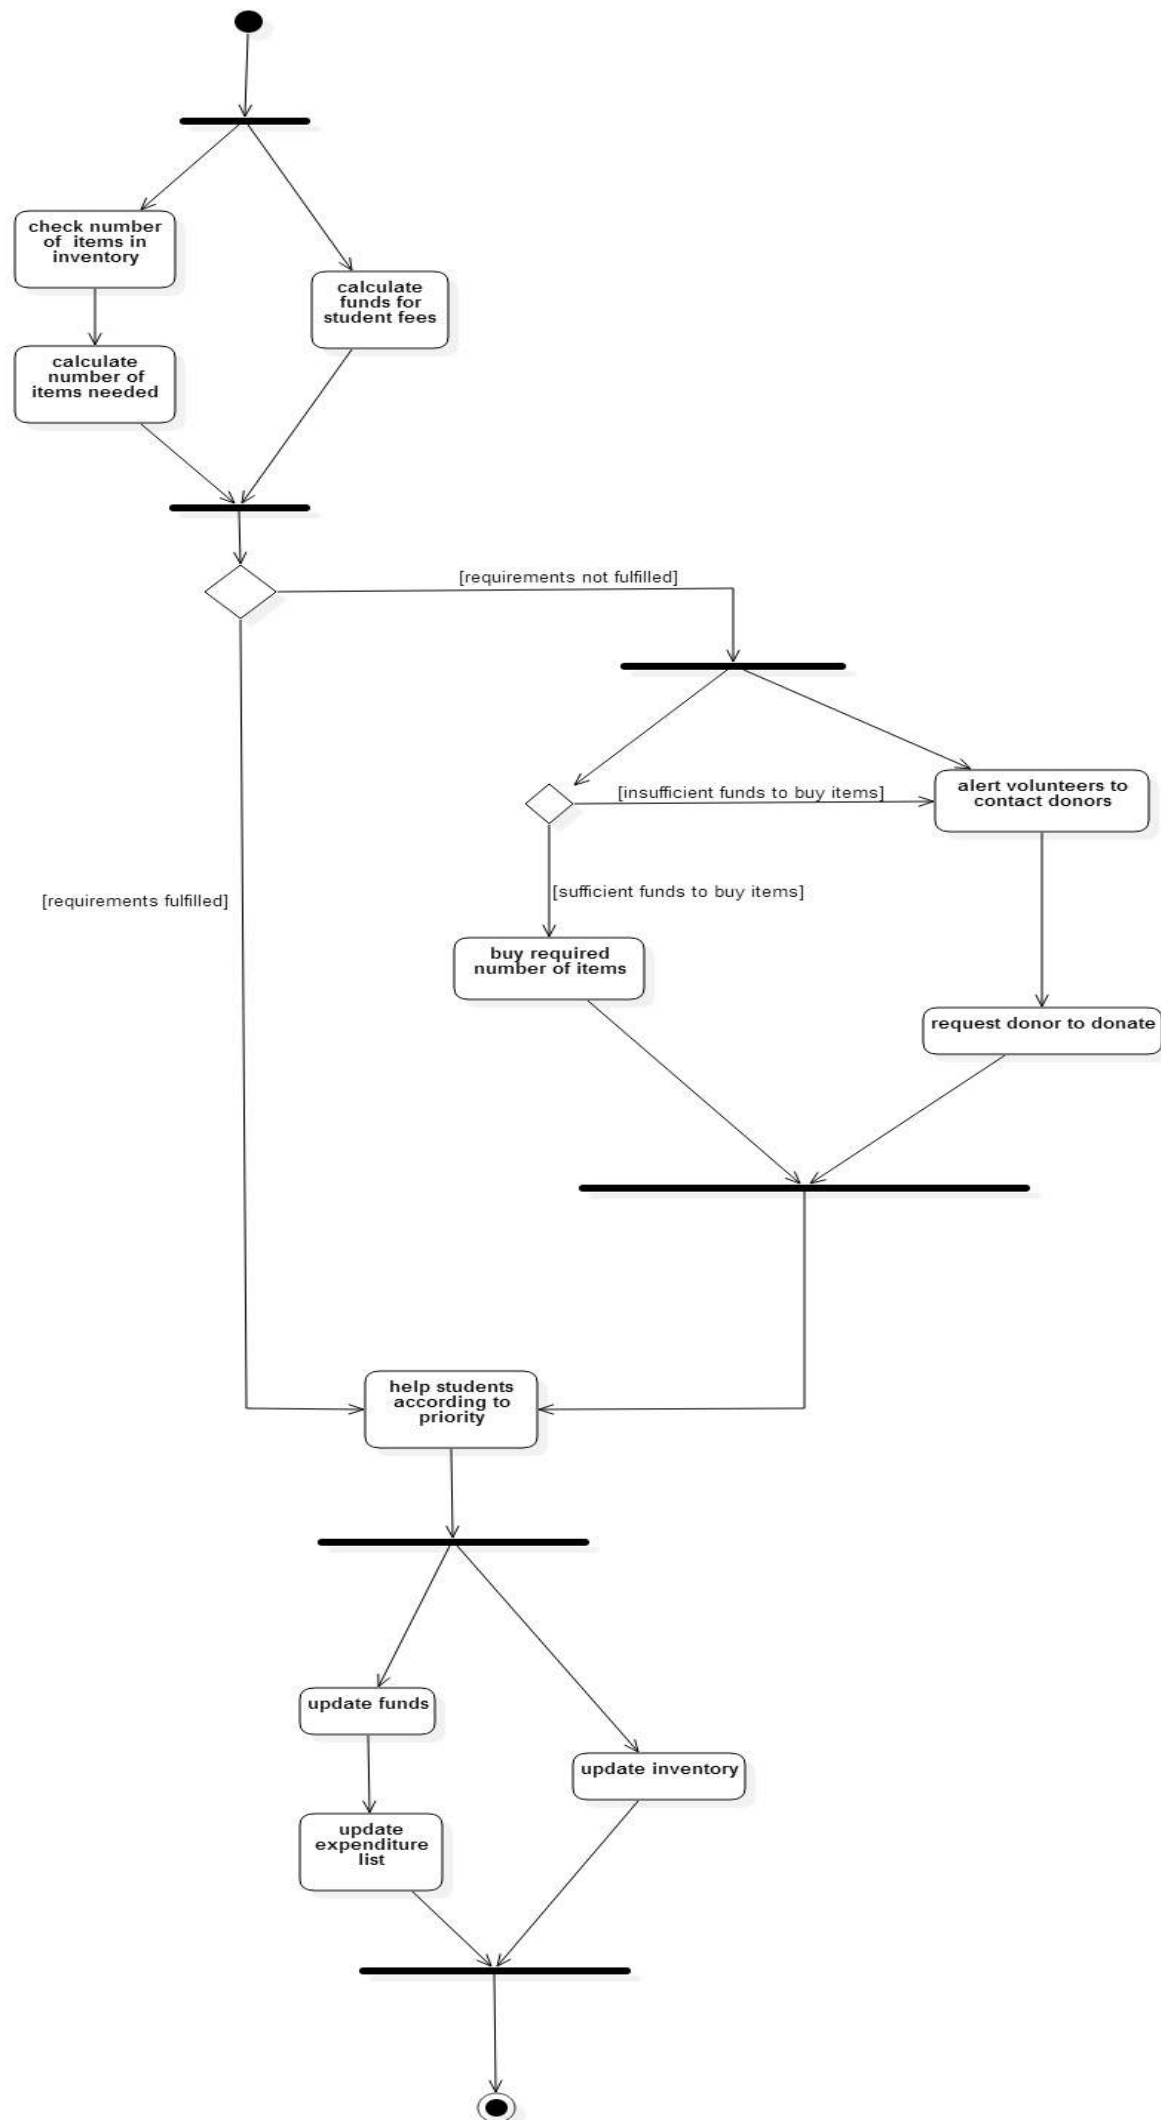 check number
of items in
inventory
calculate
funds for
student fees
calculate
number of
items needed
[requirements not fulfilled]
[insufficient funds to buy items]
alert volunteers to
contact donors
[sufficient funds to buy items]
[requirements fulfilled]
buy required
number of items
request donor to donate
help students
according to
priority
update funds
update inventory
update
expenditure
list